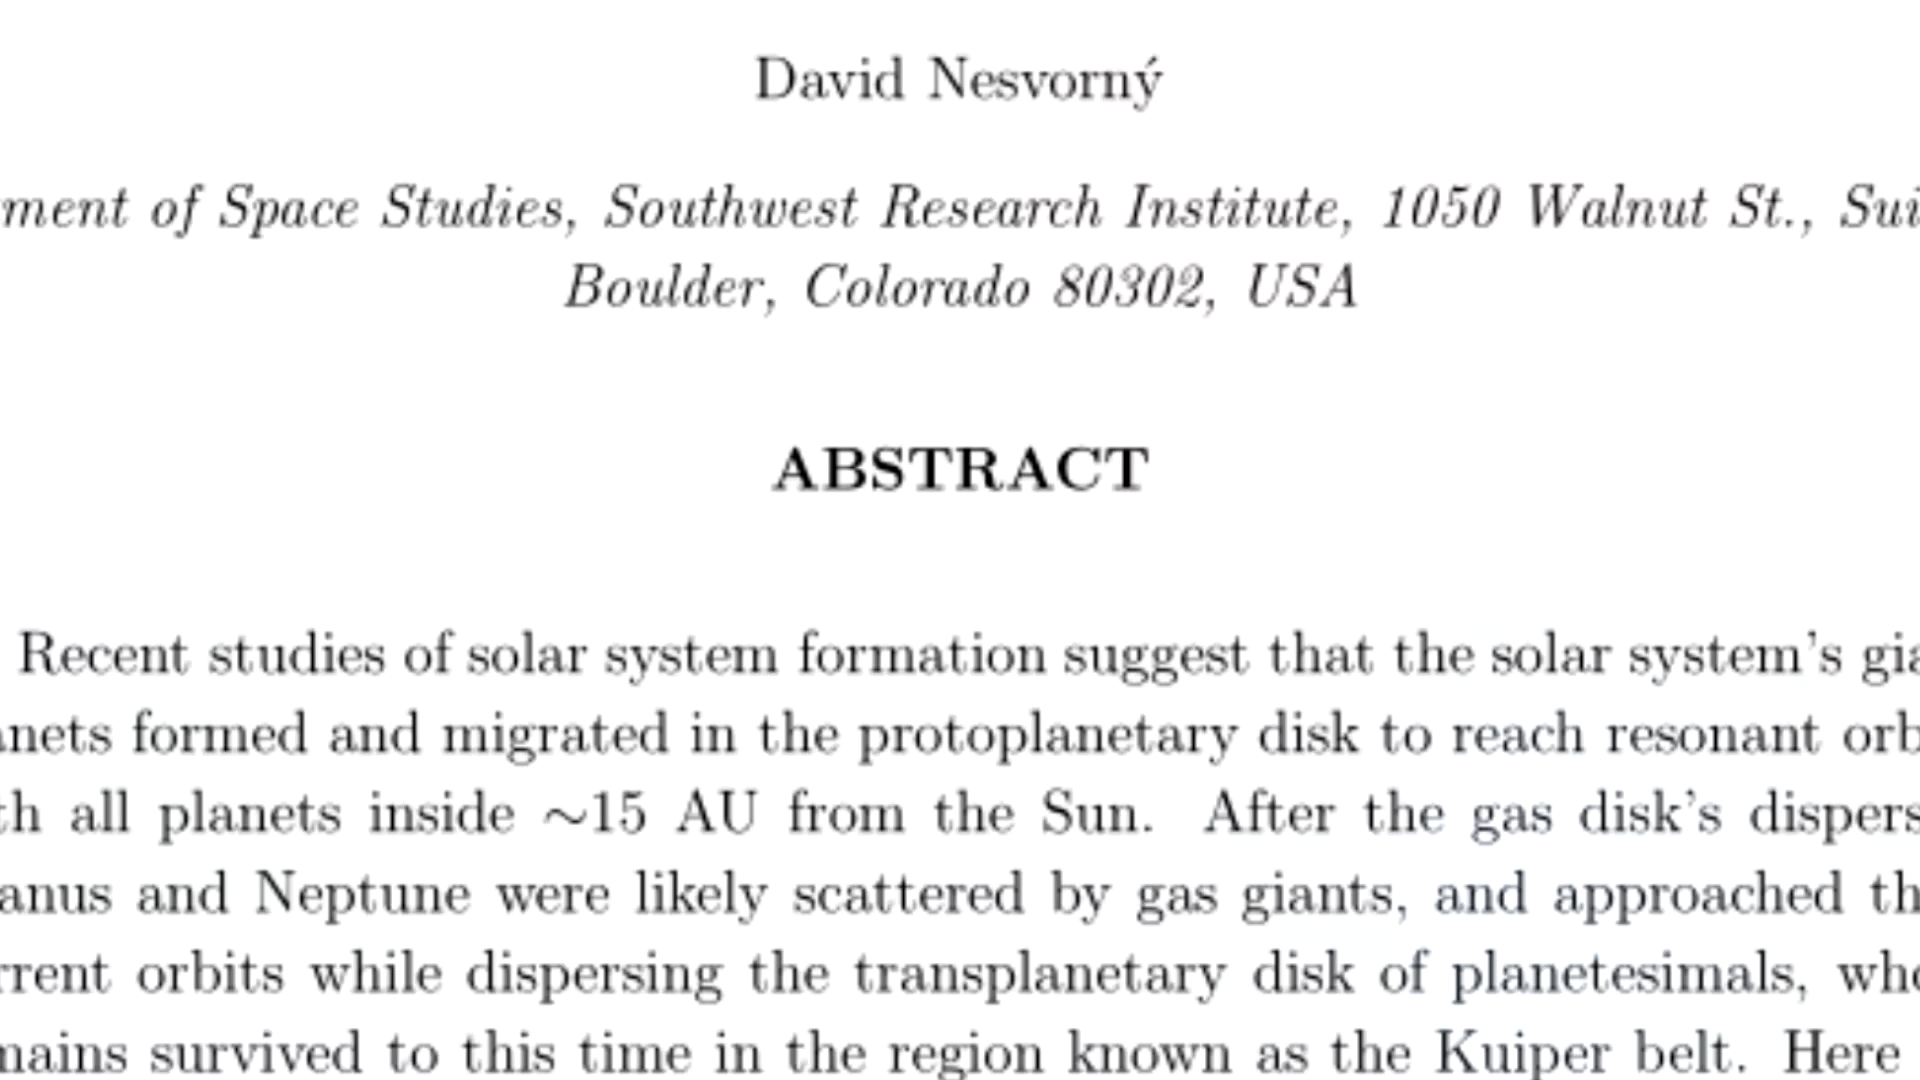 David Nesvorný
ment of Space Studies, Southwest Research Institute, 1050 Walnut St., Sui
Boulder, Colorado 80302, USA
ABSTRACT
Recent studies of solar system formation suggest that the solar system's gia
anets formed and migrated in the protoplanetary disk to reach resonant orb
th all planets inside ~15 AU from the Sun. After the gas disk's dispers
anus and Neptune were likely scattered by gas giants, and approached th
rrent orbits while dispersing the transplanetary disk of planetesimals, who
mains survived to this time in the region known as the Kuiper belt. Here